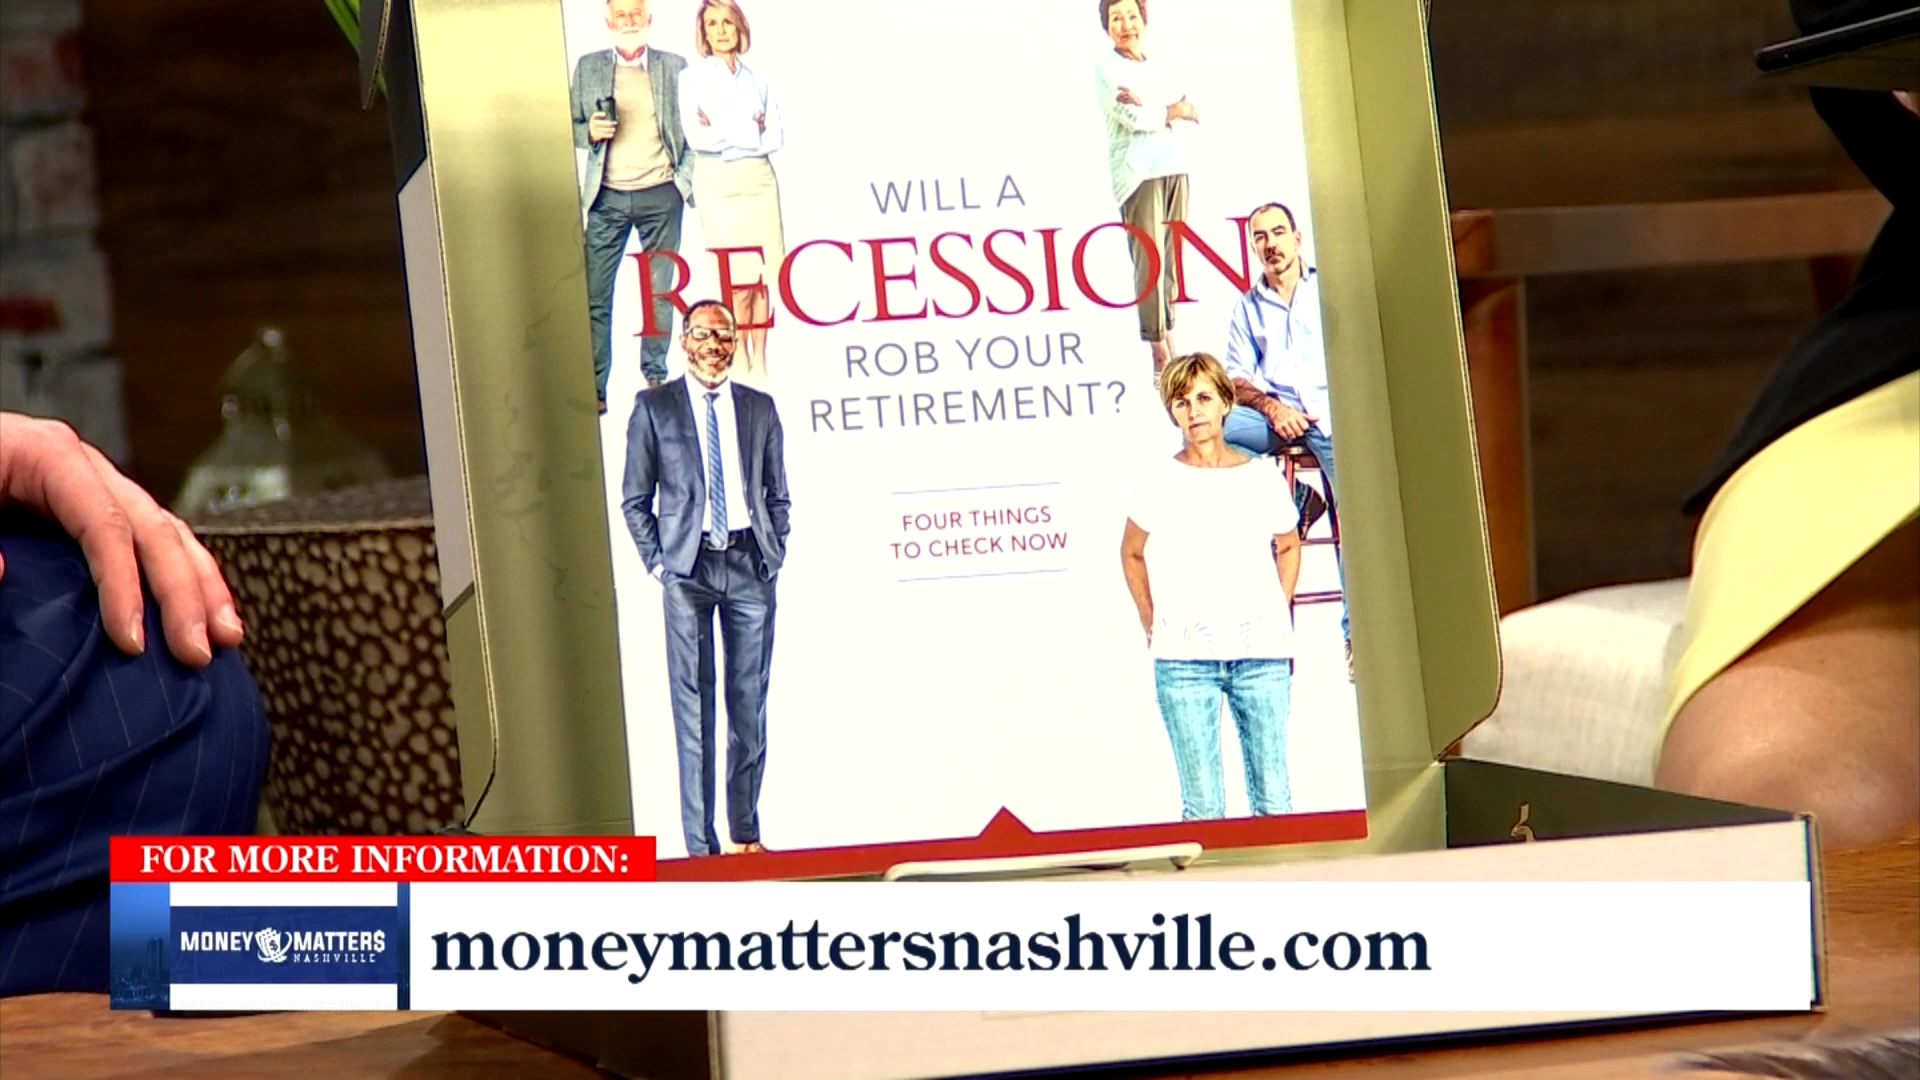 WILL A
RECESSION
ROB YOUR
RETIREMENT?
FOUR THINGS
TO CHECK NOW
FOR MORE INFORMATION:
MONEY MATTERS
NASHVILLE
moneymattersnashville.com